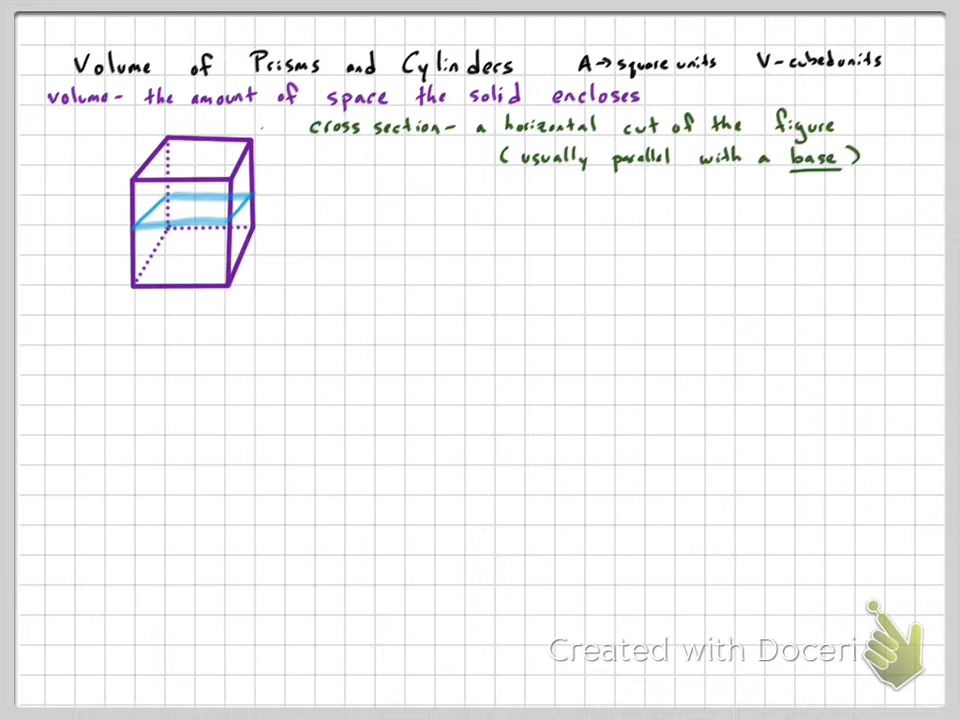 Volume of Prisms and Cylinders A→square units V-cubed units
volume- the amount of space the solid encloses
cross section- a horizontal cut of the figure
(usually parallel with a base)
Created with Doceri